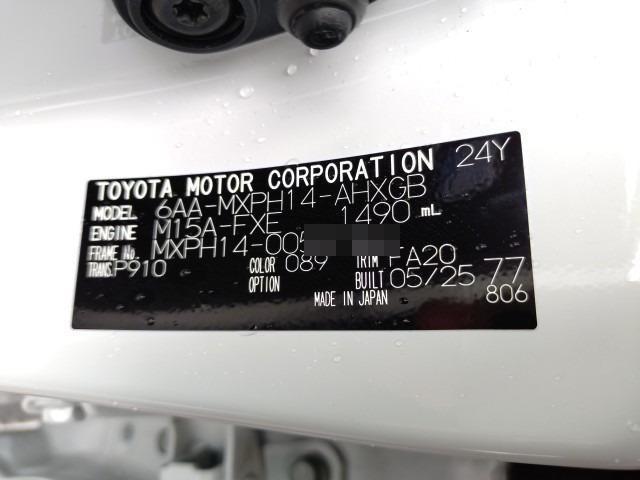 TOYOTA MOTOR CORPORATION 24Y
MODEL 6AA-MXPH14-AHXGB
ENGINE M15A-FXE 1490 mL
FRAME No. MXPH14-005
TRANS. P910 COLOR 089 TRIM FA20 77
OPTION BUILT 05/25
MADE IN JAPAN 806